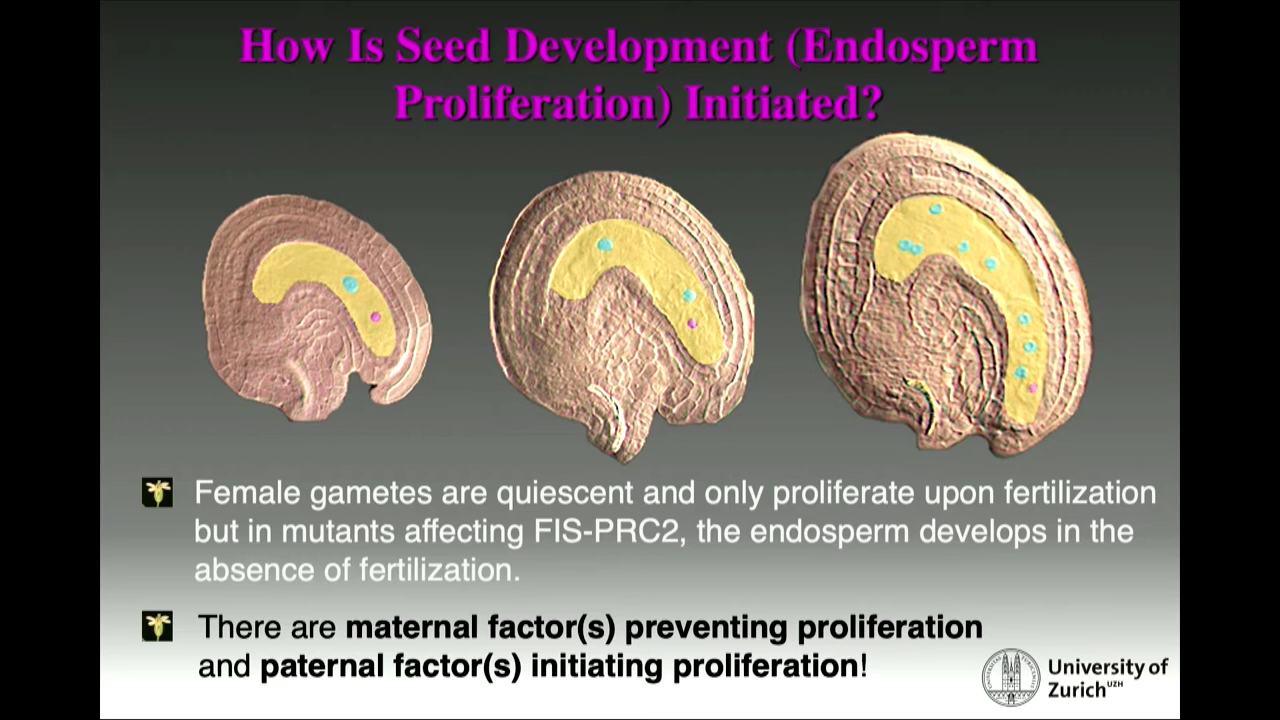 How Is Seed Development (Endosperm
Proliferation) Initiated?
Female gametes are quiescent and only proliferate upon fertilization
but in mutants affecting FIS-PRC2, the endosperm develops in the
absence of fertilization.
There are maternal factor(s) preventing proliferation
and paternal factor(s) initiating proliferation!
University of
Zurich UZH